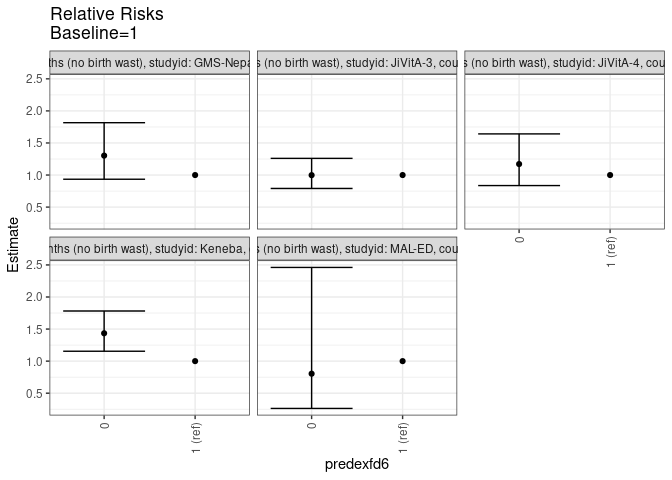 Relative Risks
Baseline=1
(no birth wast), studyid: GMS-Nepa
(no birth wast), studyid: JiVitA-3, cou
(no birth wast), studyid: JiVitA-4, cou
2.5
2.0
1.5
1.0
0.5
(no birth wast), studyid: Keneba,
(no birth wast), studyid: MAL-ED, cou
2.5
2.0
1.5
1.0
0.5
0
1 (ref)
0
1 (ref)
0
1 (ref)
Estimate
predexfd6